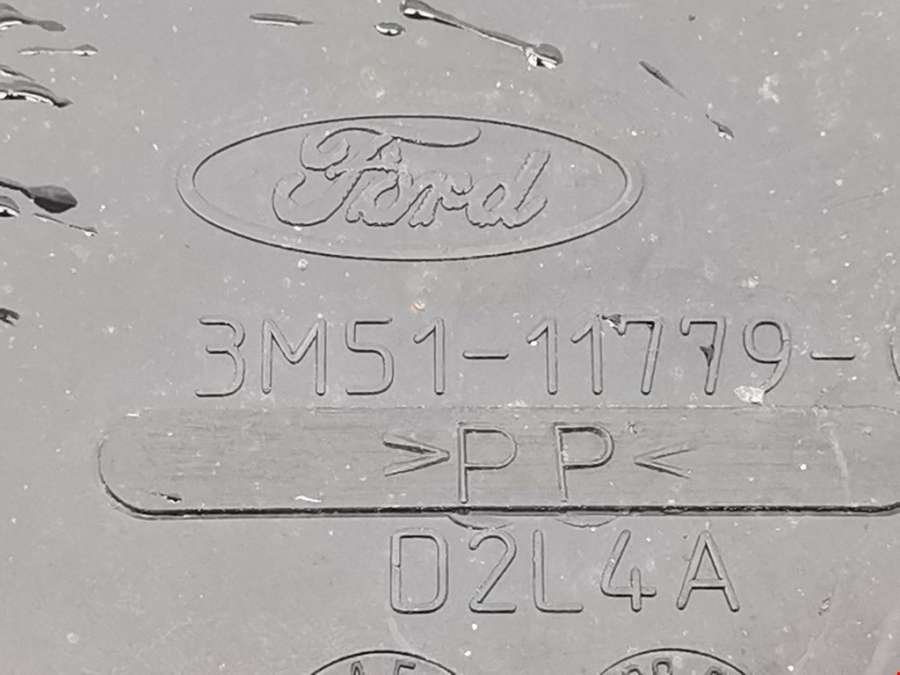 Ford
3M51-11779-
>PP<
D2L4A